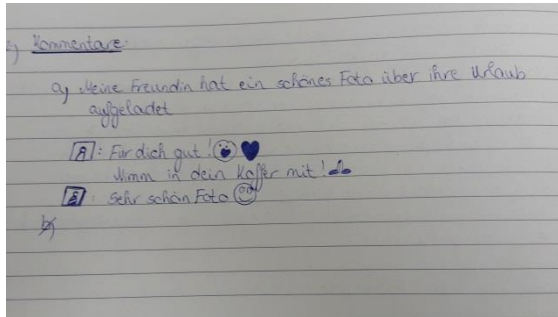 Kommentare:
a) Meine Freundin hat ein schönes Foto über ihre Urlaub
aufgeladet
A: Für dich gut!
Nimm in dein Koffer mit!
B: Sehr schön Foto
b)